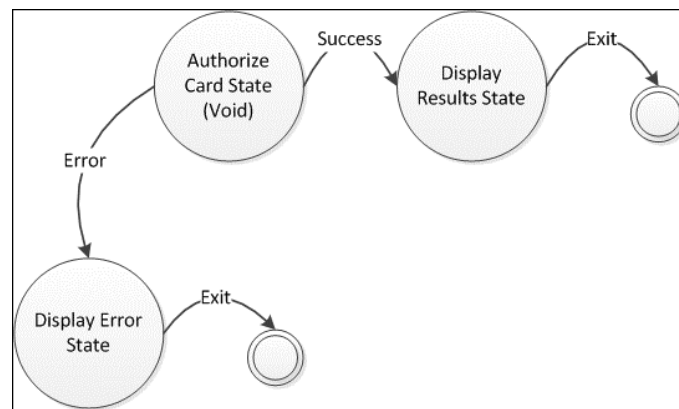 Authorize
Card State
(Void)
Success
Display
Results State
Exit
Error
Display Error
State
Exit